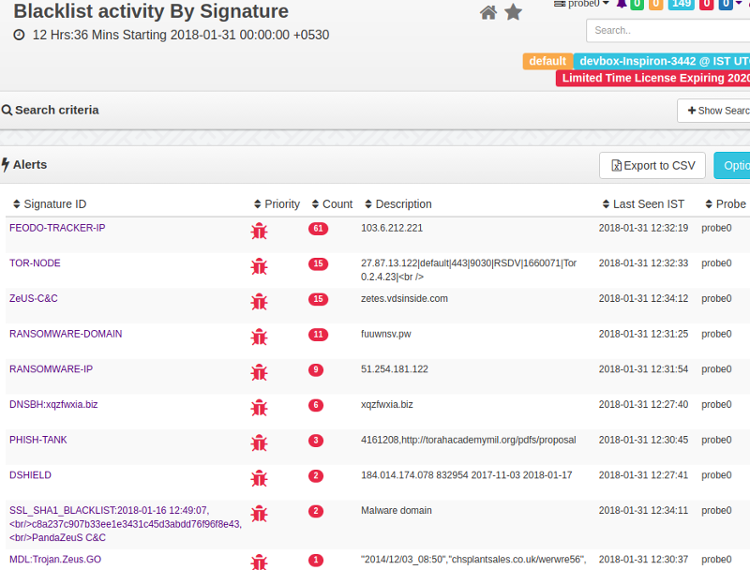 Blacklist activity By Signature
probe0 0 0 149 0 0
12 Hrs:36 Mins Starting 2018-01-31 00:00:00 +0530
Search..
default devbox-Inspiron-3442 @ IST UT
Limited Time License Expiring 2020
Search criteria
Show Searc
Alerts
Export to CSV
Optio
Signature ID Priority Count Description Last Seen IST Probe
FEODO-TRACKER-IP 61 103.6.212.221 2018-01-31 12:32:19 probe0
TOR-NODE 15 27.87.13.122|default|443|9030|RSDV|1660071|Tor 2018-01-31 12:32:33 probe0
0.2.4.23|<br />
ZeUS-C&C 15 zetes.vdsinside.com 2018-01-31 12:34:12 probe0
RANSOMWARE-DOMAIN 11 fuuwnsv.pw 2018-01-31 12:31:25 probe0
RANSOMWARE-IP 9 51.254.181.122 2018-01-31 12:31:54 probe0
DNSBH:xqzfwxia.biz 6 xqzfwxia.biz 2018-01-31 12:27:40 probe0
PHISH-TANK 3 4161208,http://torahacademymil.org/pdfs/proposal 2018-01-31 12:30:45 probe0
DSHIELD 2 184.014.174.078 832954 2017-11-03 2018-01-17 2018-01-31 12:27:41 probe0
SSL_SHA1_BLACKLIST:2018-01-16 12:49:07, 2 Malware domain 2018-01-31 12:34:11 probe0
<br/>c8a237c907b33ee1e3431c45d3abdd76f96f8e43,
<br/>PandaZeuS C&C
MDL:Trojan.Zeus.GO 1 "2014/12/03_08:50","chsplantsales.co.uk/werwre56", 2018-01-31 12:30:37 probe0